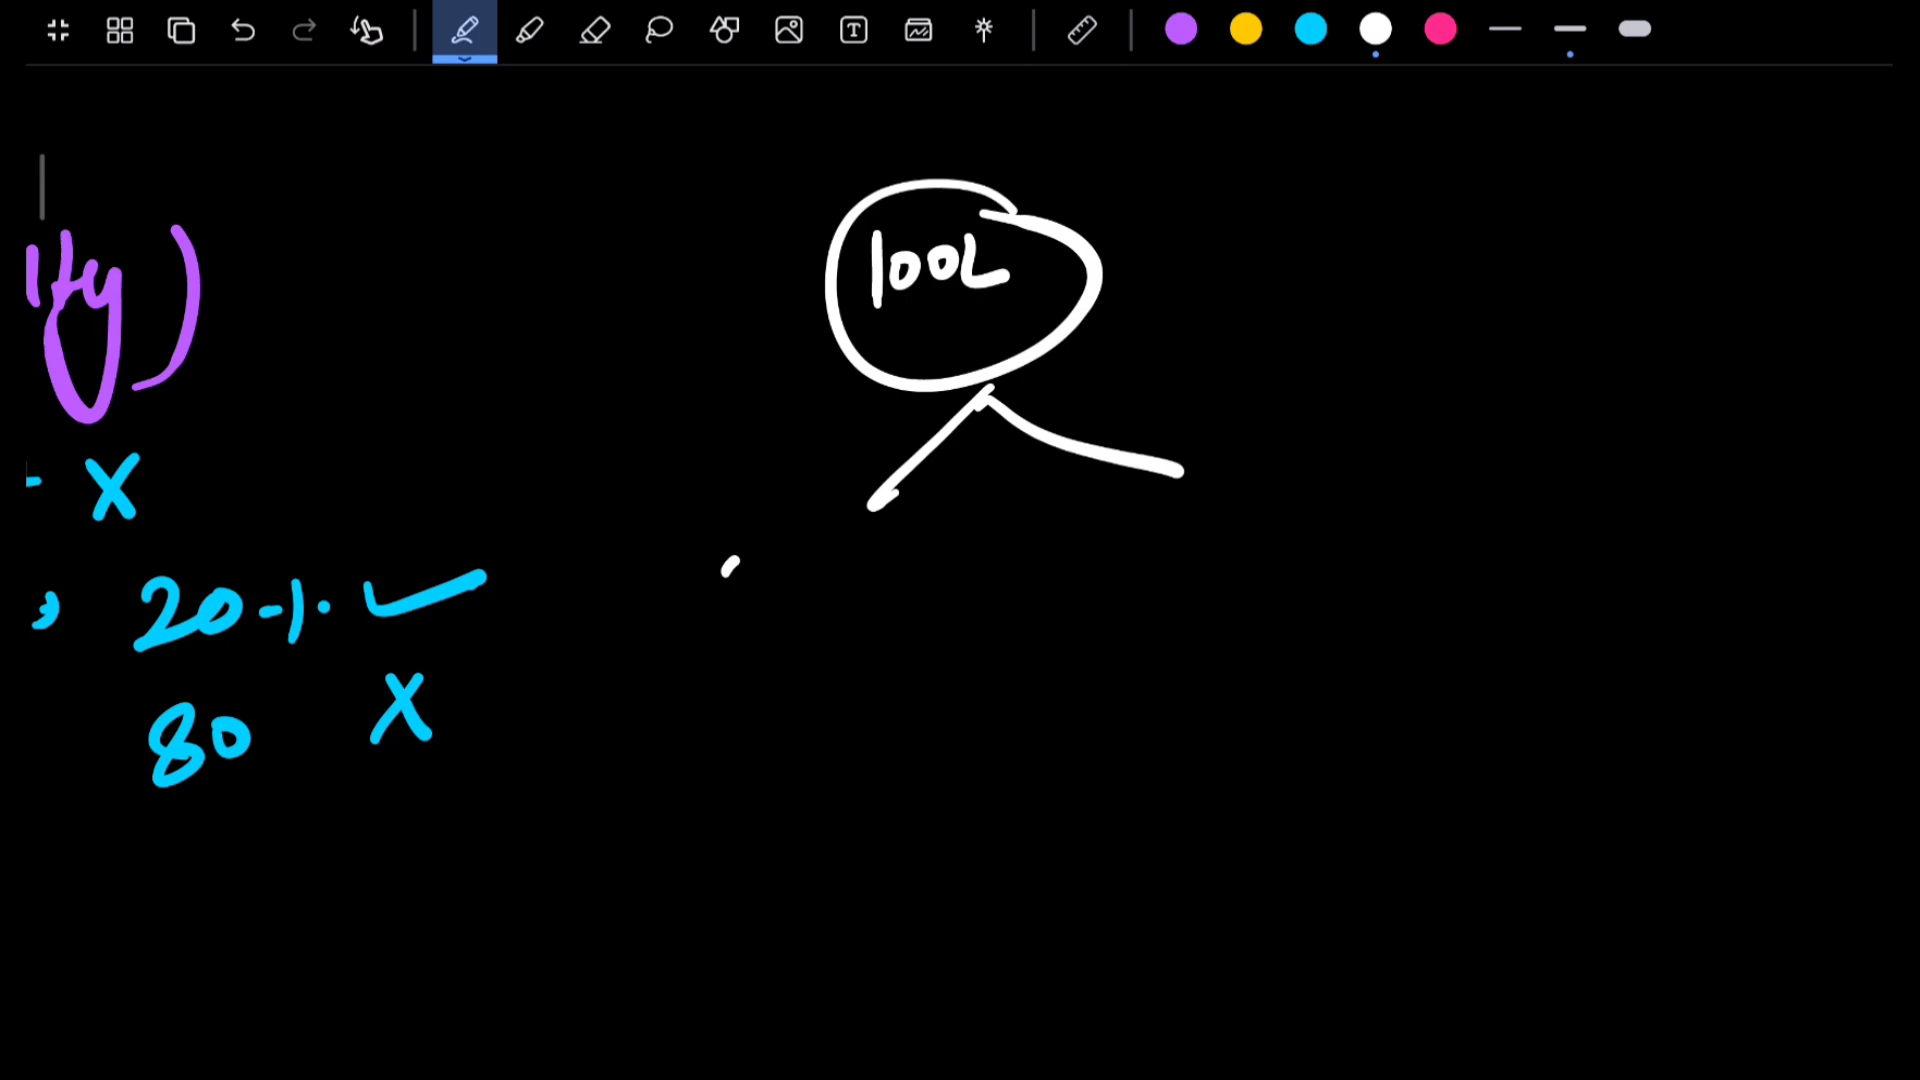 ity)
100L
- X
, 20% ✓
80 X